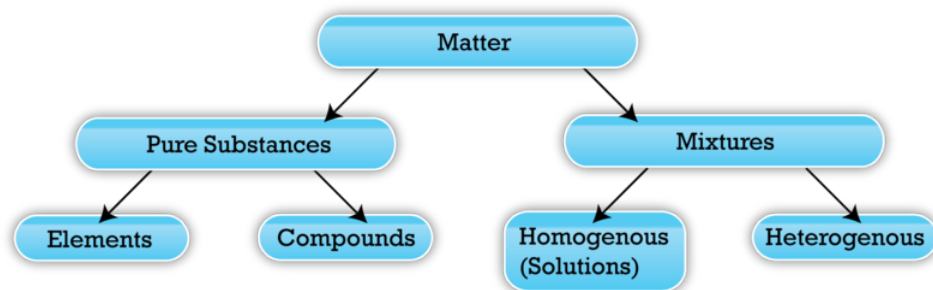 Matter
Pure Substances
Mixtures
Elements
Compounds
Homogenous
(Solutions)
Heterogenous